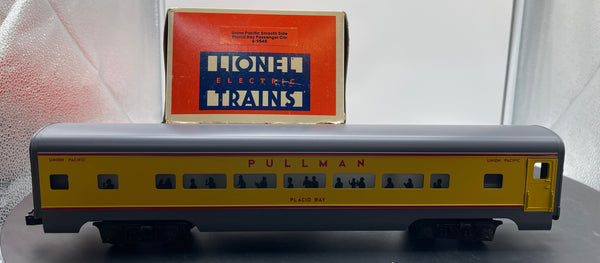 Union Pacific Smooth Side
Placid Bay Passenger Car
6-9548
LIONEL
ELECTRIC
TRAINS
PULLMAN
UNION PACIFIC
UNION PACIFIC
PLACID BAY